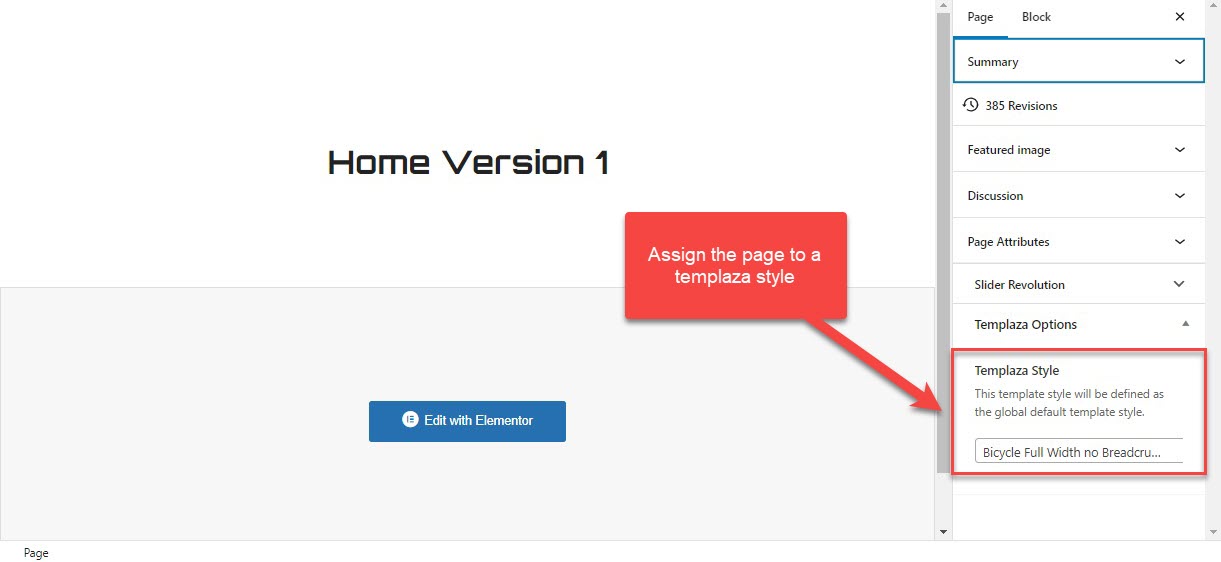 Page Block
Summary
385 Revisions
Featured image
Home Version 1
Discussion
Page Attributes
Assign the page to a
templaza style
Slider Revolution
Templaza Options
Templaza Style
This template style will be defined as
the global default template style.
Edit with Elementor
Bicycle Full Width no Breadcru...
Page